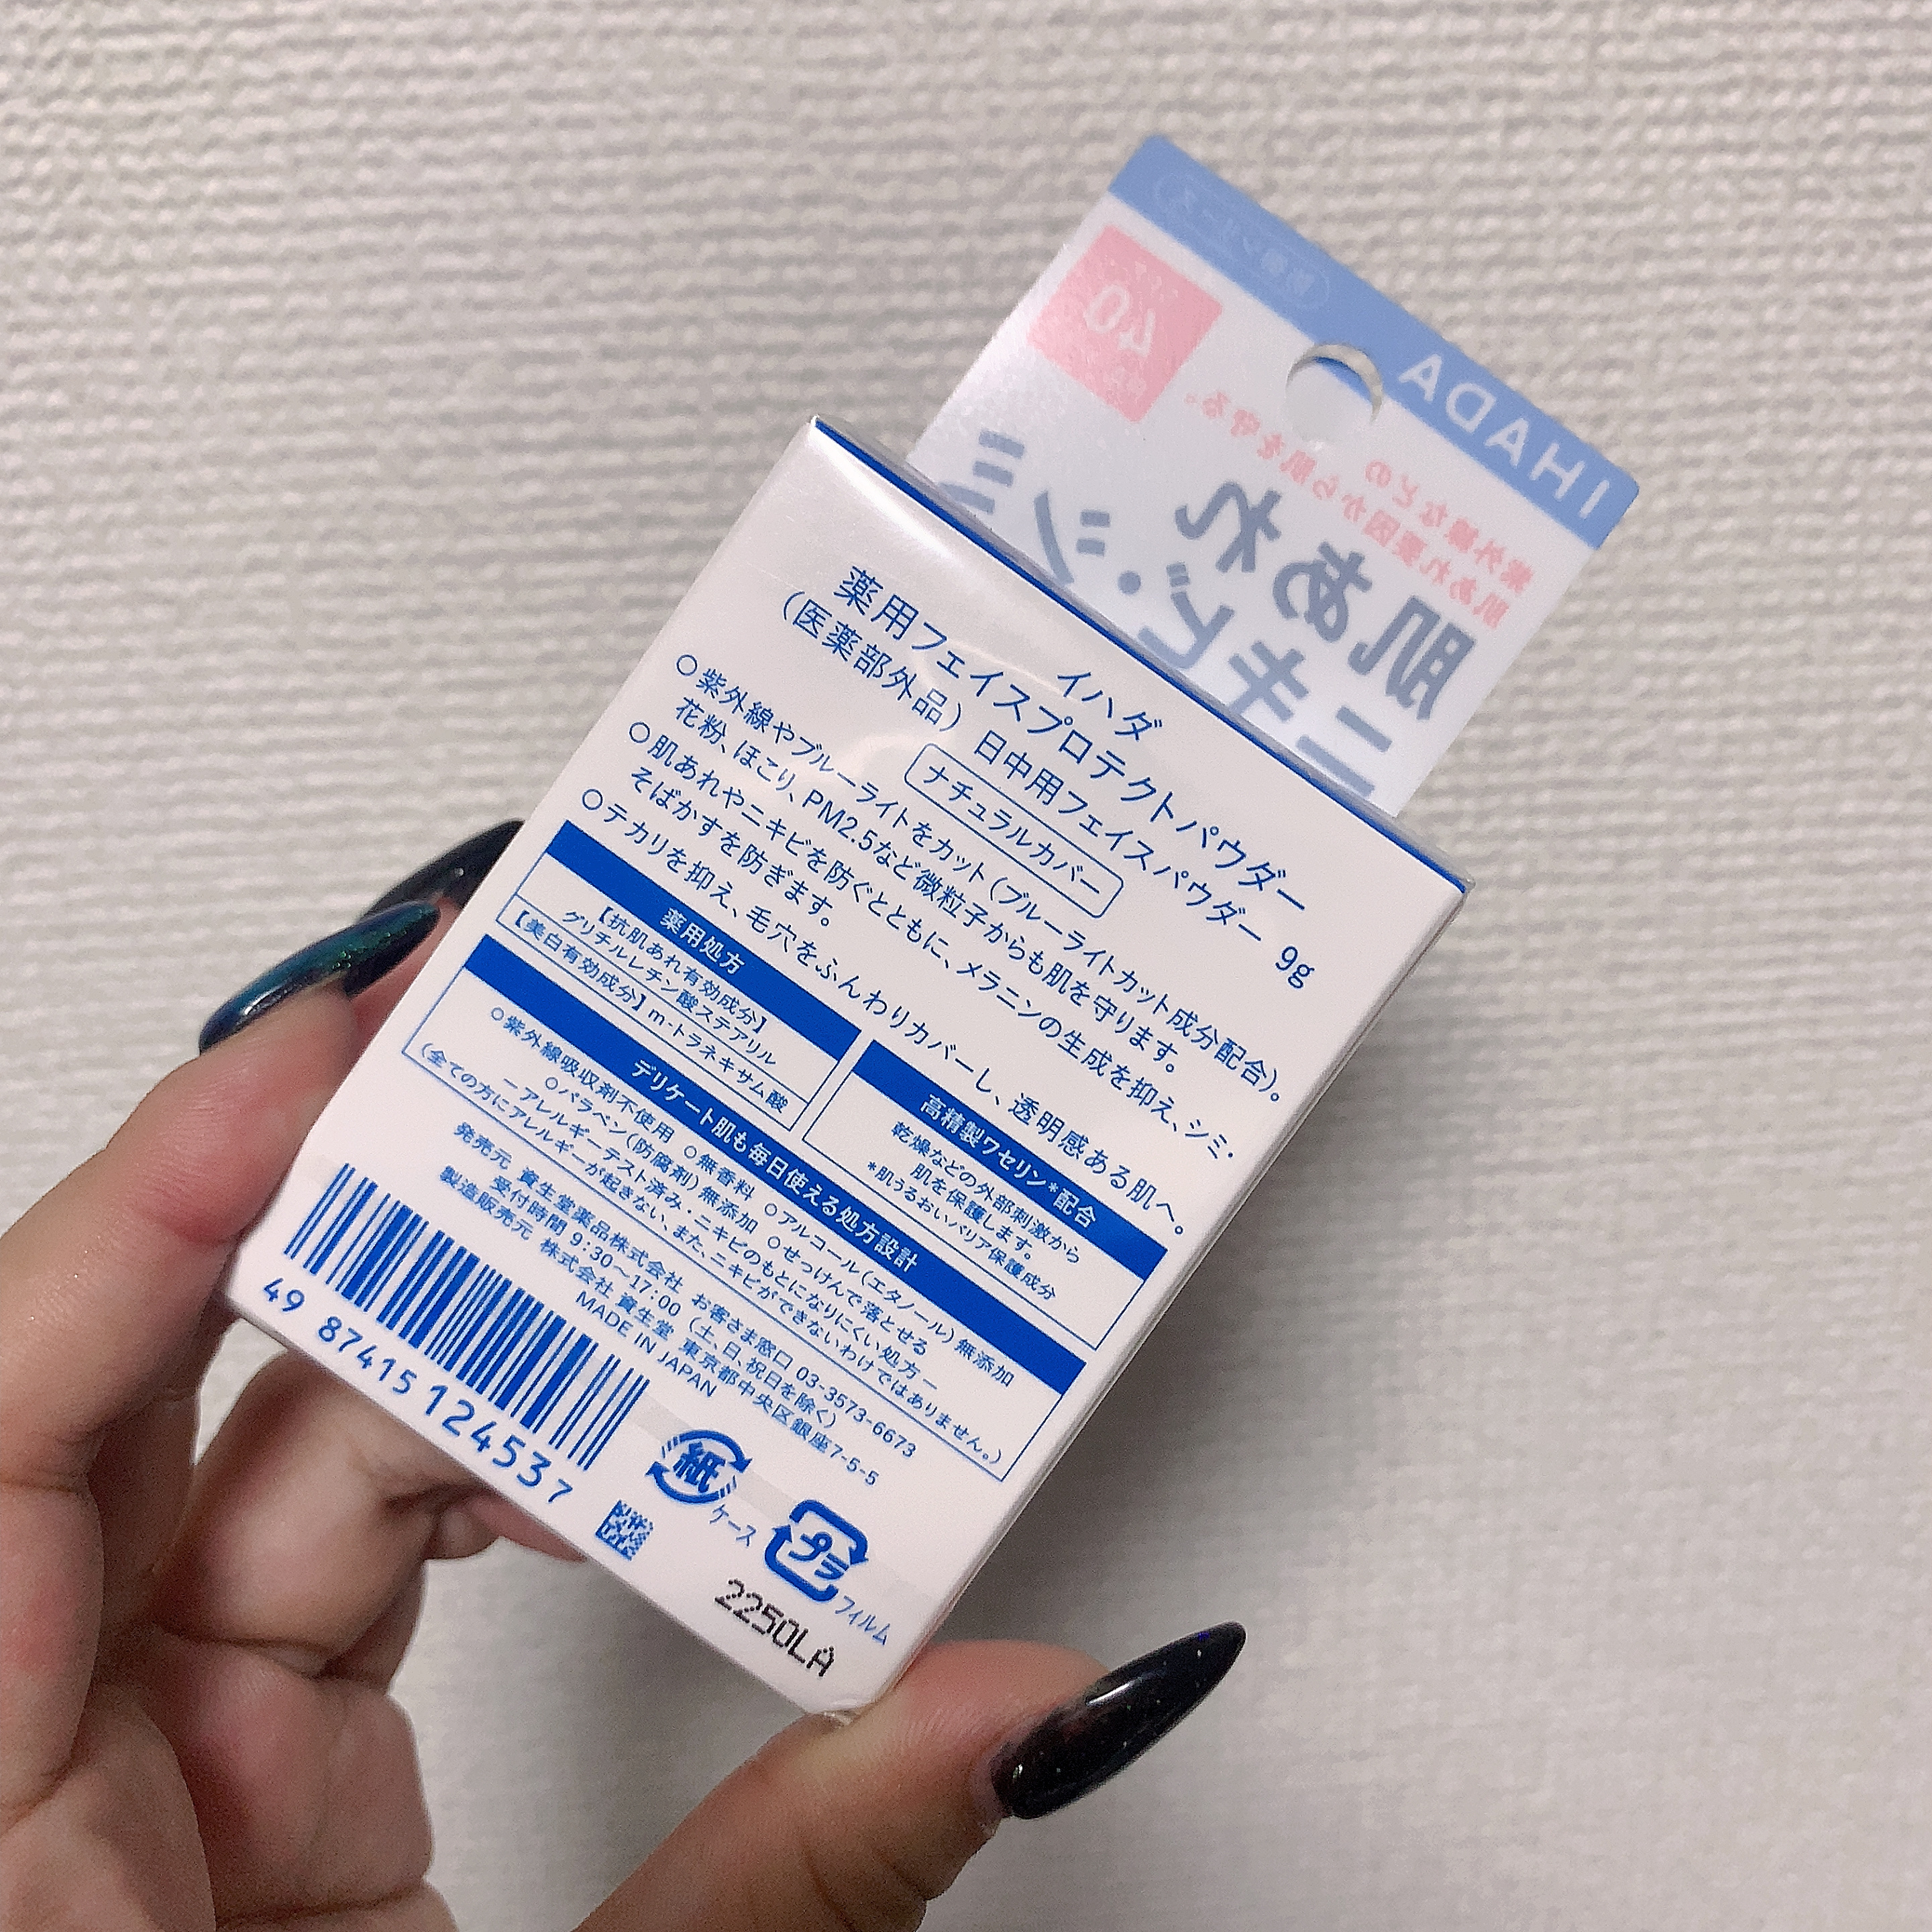 IHADA
肌あれ
ニキビ・シミ
イハダ
薬用フェイスプロテクトパウダー
(医薬部外品) 日中用フェイスパウダー 9g
ナチュラルカバー
○紫外線やブルーライトをカット(ブルーライトカット成分配合)。
花粉、ほこり、PM2.5など微粒子からも肌を守ります。
○肌あれやニキビを防ぐとともに、メラニンの生成を抑え、シミ・
そばかすを防ぎます。
○テカリを抑え、毛穴をふんわりカバーし、透明感ある肌へ。
薬用処方
【抗肌あれ有効成分】
グリチルレチン酸ステアリル
【美白有効成分】m-トラネキサム酸
高精製ワセリン*配合
乾燥などの外部刺激から
肌を保護します。
*肌うるおいバリア保護成分
デリケート肌も毎日使える処方設計
○紫外線吸収剤不使用 ○無香料 ○アルコール(エタノール)無添加
○パラベン(防腐剤)無添加 ○せっけんで落とせる
ーアレルギーテスト済み・ニキビのもとになりにくい処方ー
(全ての方にアレルギーが起きない、また、ニキビができないわけではありません。)
発売元 資生堂薬品株式会社 お客さま窓口 03-3573-6673
受付時間 9:30～17:00 (土、日、祝日を除く)
製造販売元 株式会社 資生堂 東京都中央区銀座7-5-5
MADE IN JAPAN
49 87415 124537
紙
ケース
プラ
フィルム
2250LA